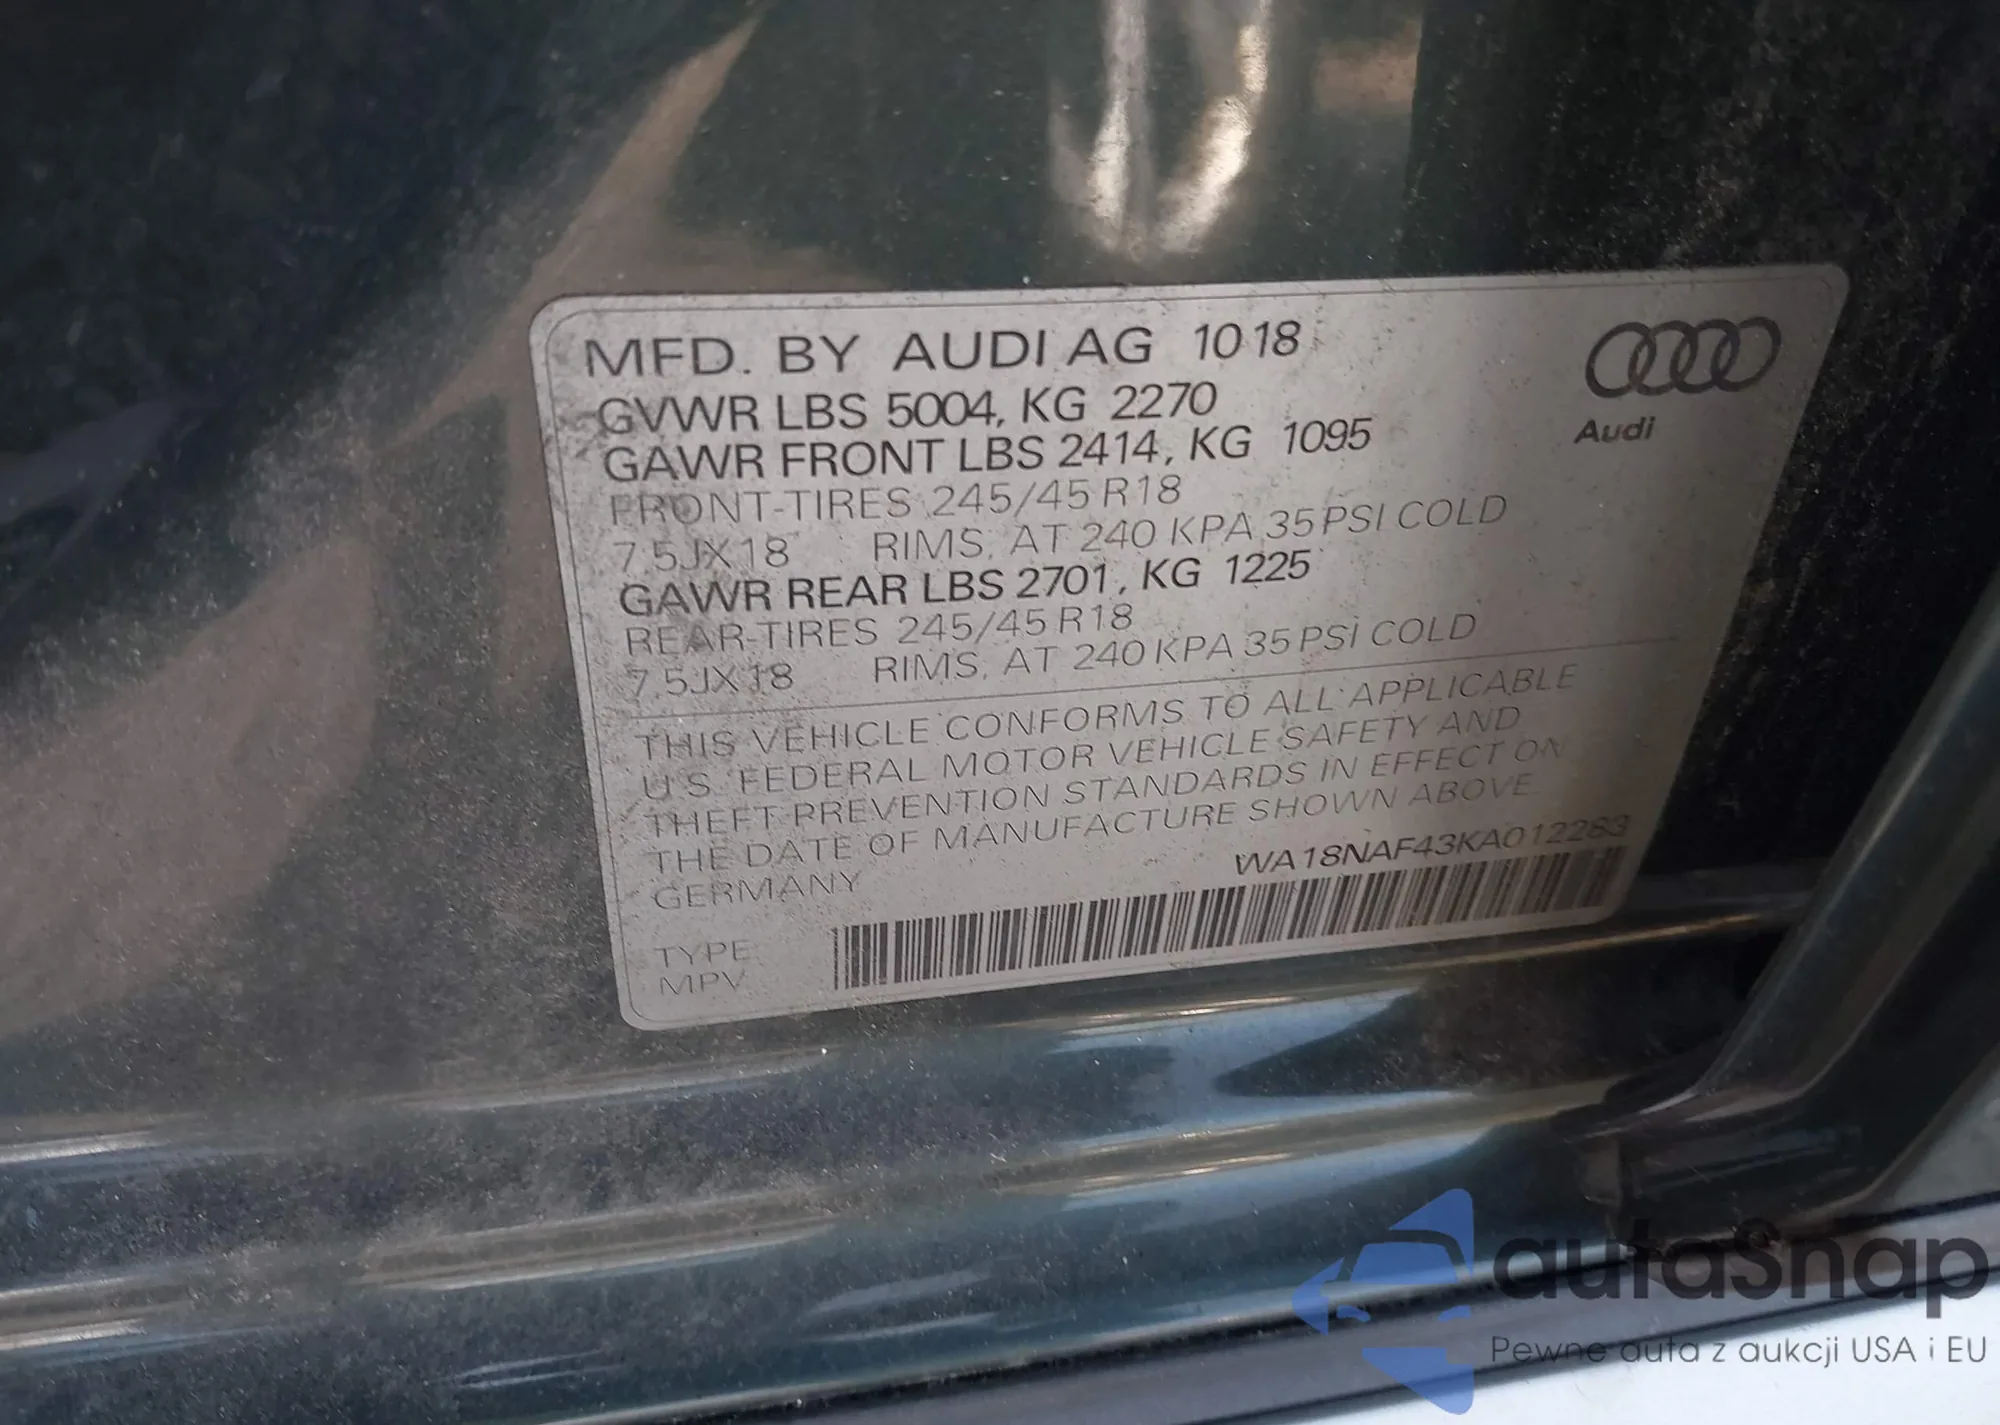 MFD. BY AUDI AG 10 18
GVWR LBS 5004, KG 2270
GAWR FRONT LBS 2414, KG 1095
FRONT-TIRES 245/45 R18
7.5JX18 RIMS, AT 240 KPA 35 PSI COLD
GAWR REAR LBS 2701, KG 1225
REAR-TIRES 245/45 R18
7.5JX18 RIMS, AT 240 KPA 35 PSI COLD
THIS VEHICLE CONFORMS TO ALL APPLICABLE
U.S. FEDERAL MOTOR VEHICLE SAFETY AND
THEFT PREVENTION STANDARDS IN EFFECT ON
THE DATE OF MANUFACTURE SHOWN ABOVE.
GERMANY
WA18NAF43KA012283
TYPE
MPV
Audi
autaSnap
Pewne auta z aukcji USA i EU